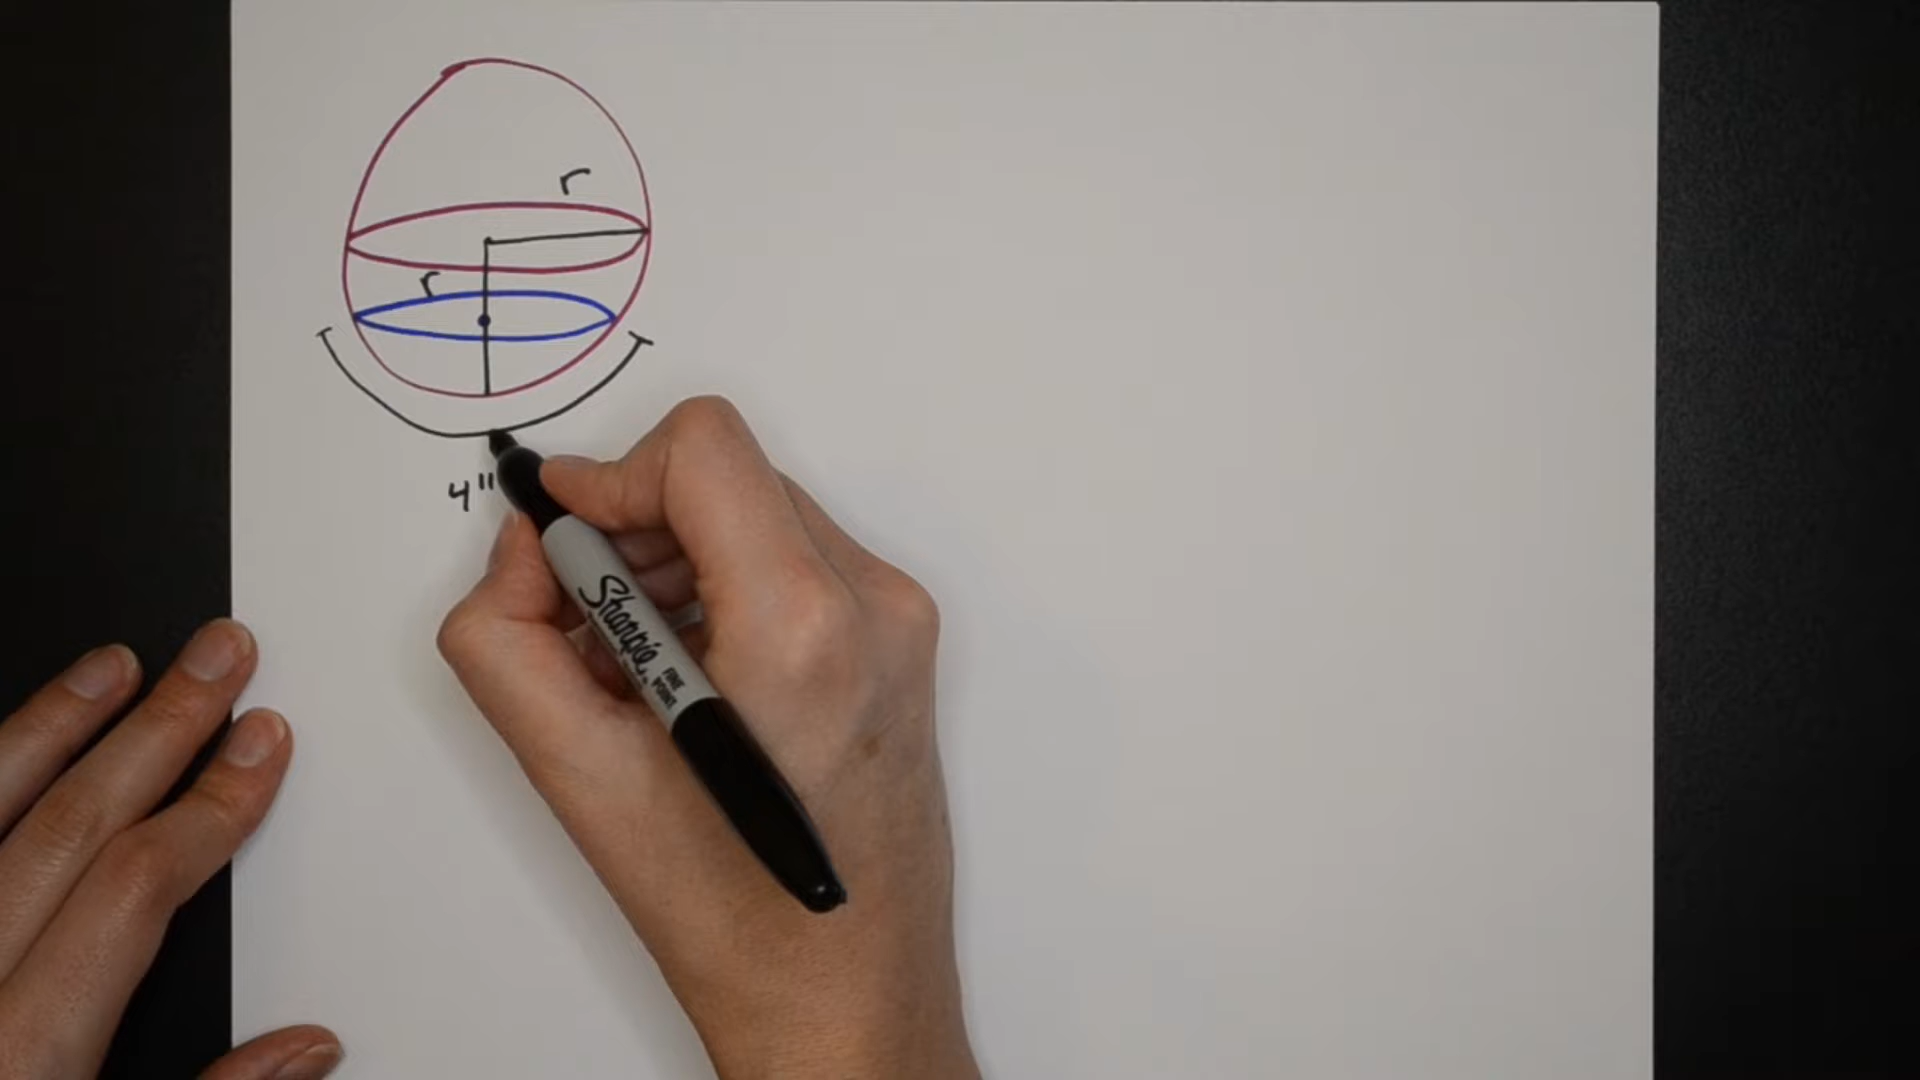 r
r
4"
Sharpie.
FINE
POINT